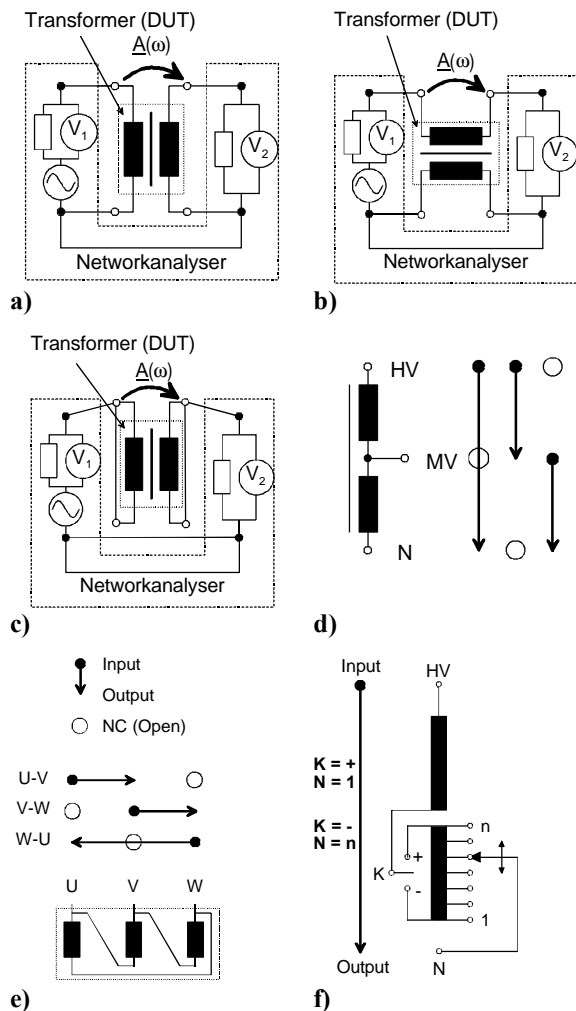 Transformer (DUT)
A(ω)
V1
V2
Networkanalyser
a)
Transformer (DUT)
A(ω)
V1
V2
Networkanalyser
b)
Transformer (DUT)
A(ω)
V1
V2
Networkanalyser
c)
HV
MV
N
d)
Input
Output
NC (Open)
U-V
V-W
W-U
U V W
e)
Input
HV
K = +
N = 1
K = -
N = n
n
+
K
-
1
Output
N
f)